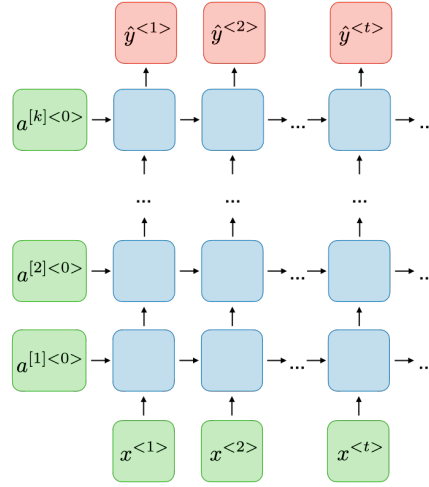 ŷ<1> ŷ<2> ŷ<t>
a[k]<0> ... ..
... ... ...
a[2]<0> ... ..
a[1]<0> ... ..
x<1> x<2> x<t>